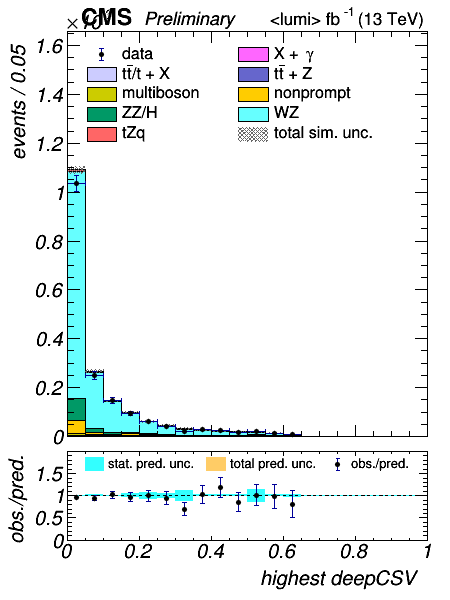 CMS Preliminary <lumi> fb⁻¹ (13 TeV)
1.6
1.4
1.2
1
0.8
0.6
0.4
0.2
0
events / 0.05
data
X + γ
tt̄/t + X
tt̄ + Z
multiboson
nonprompt
ZZ/H
WZ
tZq
total sim. unc.
stat. pred. unc.
total pred. unc.
obs./pred.
1.5
1
0.5
0
obs./pred.
0 0.2 0.4 0.6 0.8 1
highest deepCSV